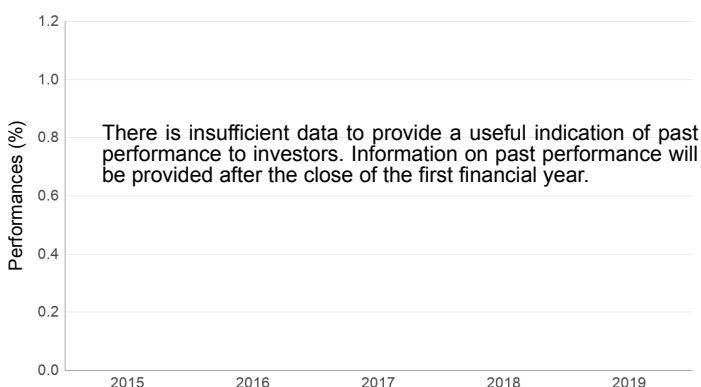 1.2
1.0
0.8
0.6
0.4
0.2
0.0
Performances (%)
There is insufficient data to provide a useful indication of past
performance to investors. Information on past performance will
be provided after the close of the first financial year.
2015 2016 2017 2018 2019